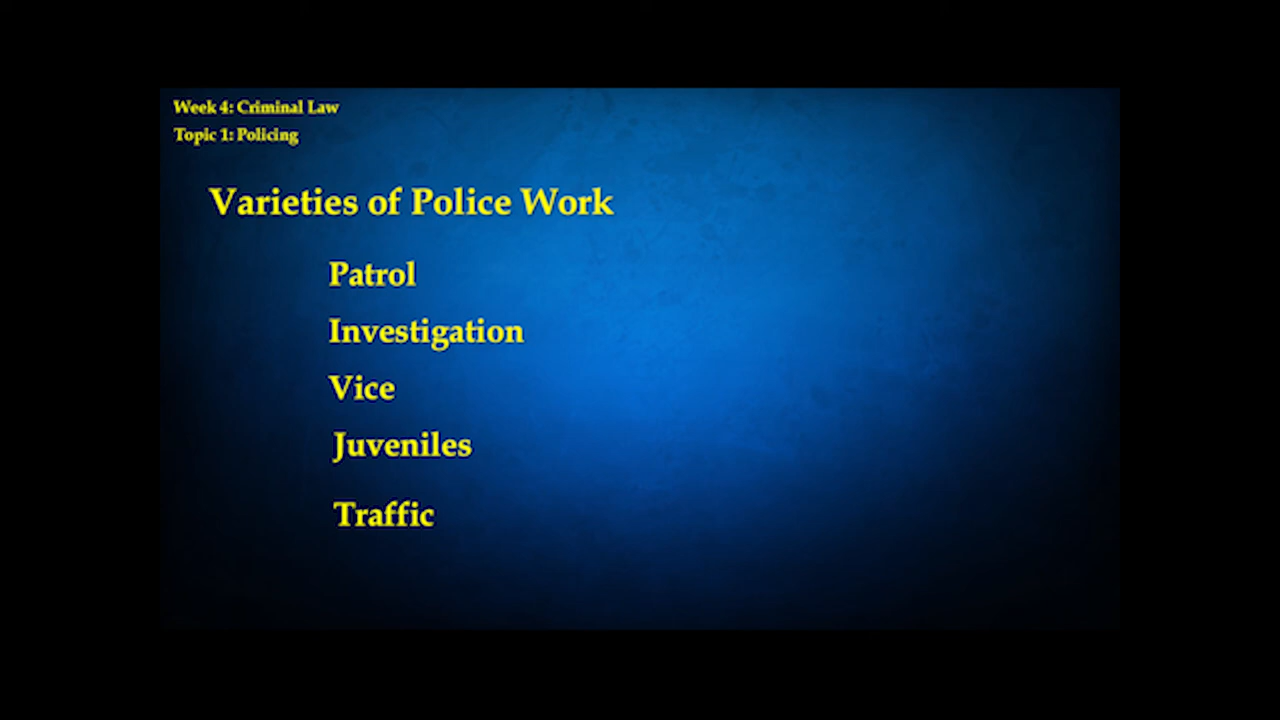 Week 4: Criminal Law
Topic 1: Policing
Varieties of Police Work
Patrol
Investigation
Vice
Juveniles
Traffic